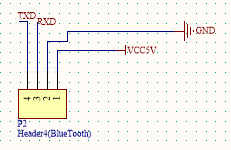 TXD
RXD
GND
VCC5V
4
3
2
1
P2
Header4(BlueTooth)